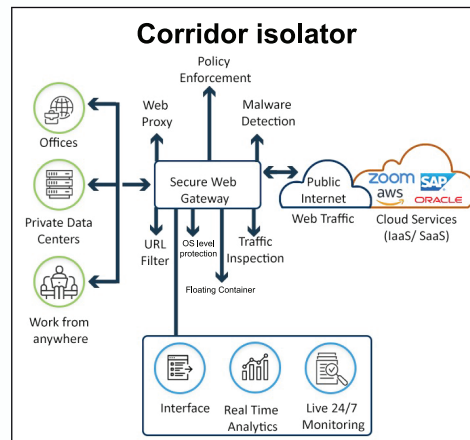 Corridor isolator
Policy
Enforcement
Web
Proxy
Malware
Detection
Offices
Secure Web
Gateway
Public
Internet
Web Traffic
zoom
aws
SAP
ORACLE
Cloud Services
(IaaS/ SaaS)
Private Data
Centers
URL
Filter
OS level
protection
Traffic
Inspection
Floating Container
Work from
anywhere
Interface
Real Time
Analytics
Live 24/7
Monitoring